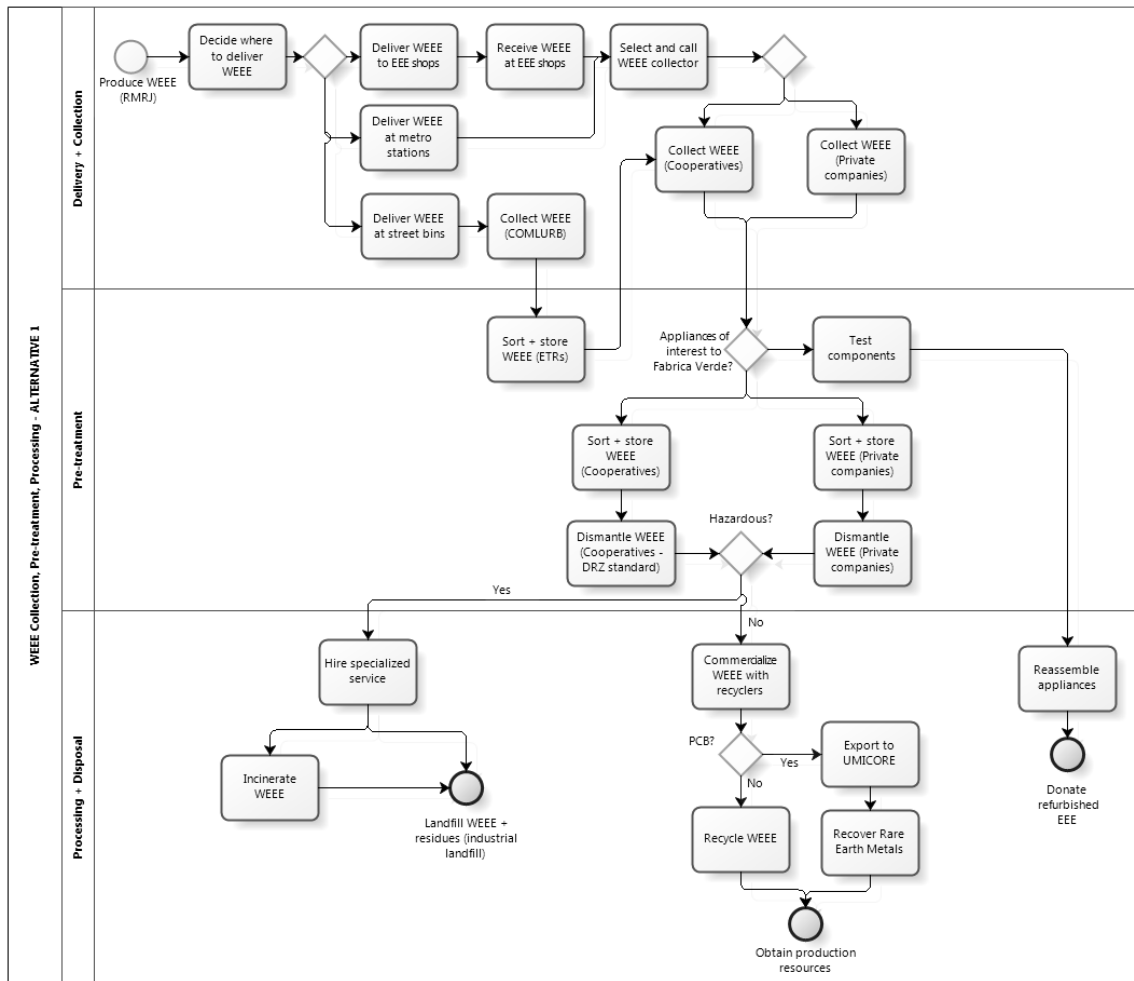 WEEE Collection, Pre-treatment, Processing - ALTERNATIVE 1
Delivery + Collection
Produce WEEE
(RMRJ)
Decide where
to deliver
WEEE
Deliver WEEE
to EEE shops
Receive WEEE
at EEE shops
Select and call
WEEE collector
Deliver WEEE
at metro
stations
Collect WEEE
(Cooperatives)
Collect WEEE
(Private
companies)
Deliver WEEE
at street bins
Collect WEEE
(COMLURB)
Pre-treatment
Sort + store
WEEE (ETRs)
Appliances of
interest to
Fabrica Verde?
Test
components
Sort + store
WEEE
(Cooperatives)
Sort + store
WEEE (Private
companies)
Dismantle WEEE
(Cooperatives -
DRZ standard)
Hazardous?
Dismantle
WEEE (Private
companies)
Yes
No
Processing + Disposal
Hire specialized
service
Commercialize
WEEE with
recyclers
Reassemble
appliances
Incinerate
WEEE
Landfill WEEE +
residues (industrial
landfill)
PCB?
Yes
No
Export to
UMICORE
Donate
refurbished
EEE
Recycle WEEE
Recover Rare
Earth Metals
Obtain production
resources